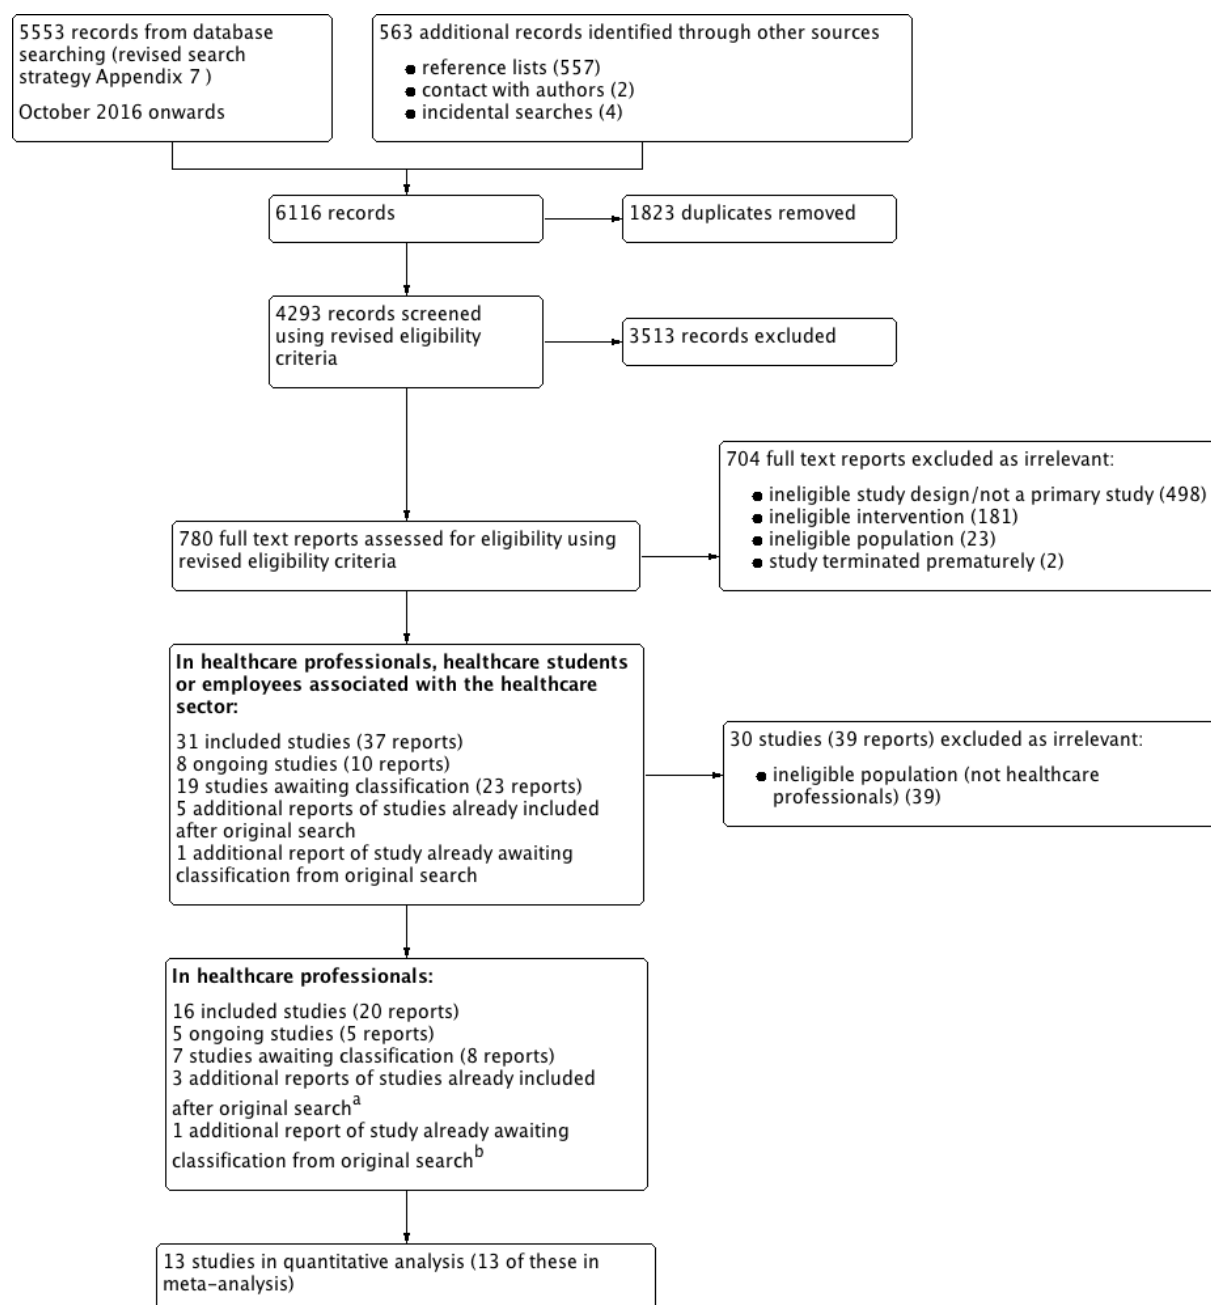 5553 records from database
searching (revised search
strategy Appendix 7 )
October 2016 onwards
563 additional records identified through other sources
● reference lists (557)
● contact with authors (2)
● incidental searches (4)
6116 records
1823 duplicates removed
4293 records screened
using revised eligibility
criteria
3513 records excluded
704 full text reports excluded as irrelevant:
● ineligible study design/not a primary study (498)
● ineligible intervention (181)
● ineligible population (23)
● study terminated prematurely (2)
780 full text reports assessed for eligibility using
revised eligibility criteria
In healthcare professionals, healthcare students
or employees associated with the healthcare
sector:
31 included studies (37 reports)
8 ongoing studies (10 reports)
19 studies awaiting classification (23 reports)
5 additional reports of studies already included
after original search
1 additional report of study already awaiting
classification from original search
30 studies (39 reports) excluded as irrelevant:
● ineligible population (not healthcare
professionals) (39)
In healthcare professionals:
16 included studies (20 reports)
5 ongoing studies (5 reports)
7 studies awaiting classification (8 reports)
3 additional reports of studies already included
after original search^a
1 additional report of study already awaiting
classification from original search^b
13 studies in quantitative analysis (13 of these in
meta-analysis)